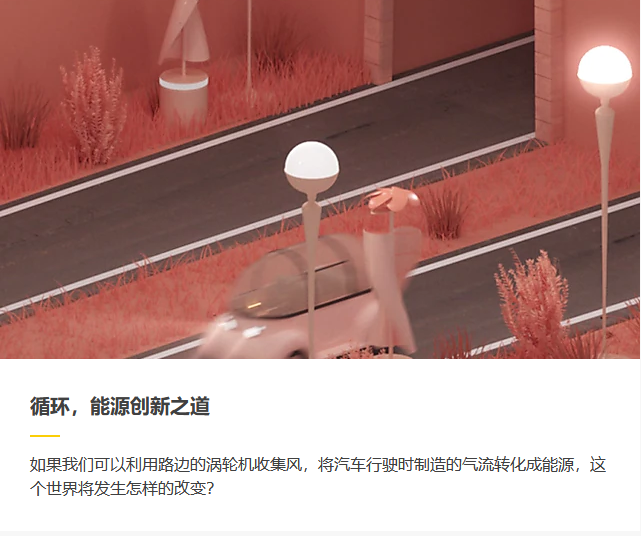 循环，能源创新之道
如果我们可以利用路边的涡轮机收集风，将汽车行驶时制造的气流转化成能源，这
个世界将发生怎样的改变？